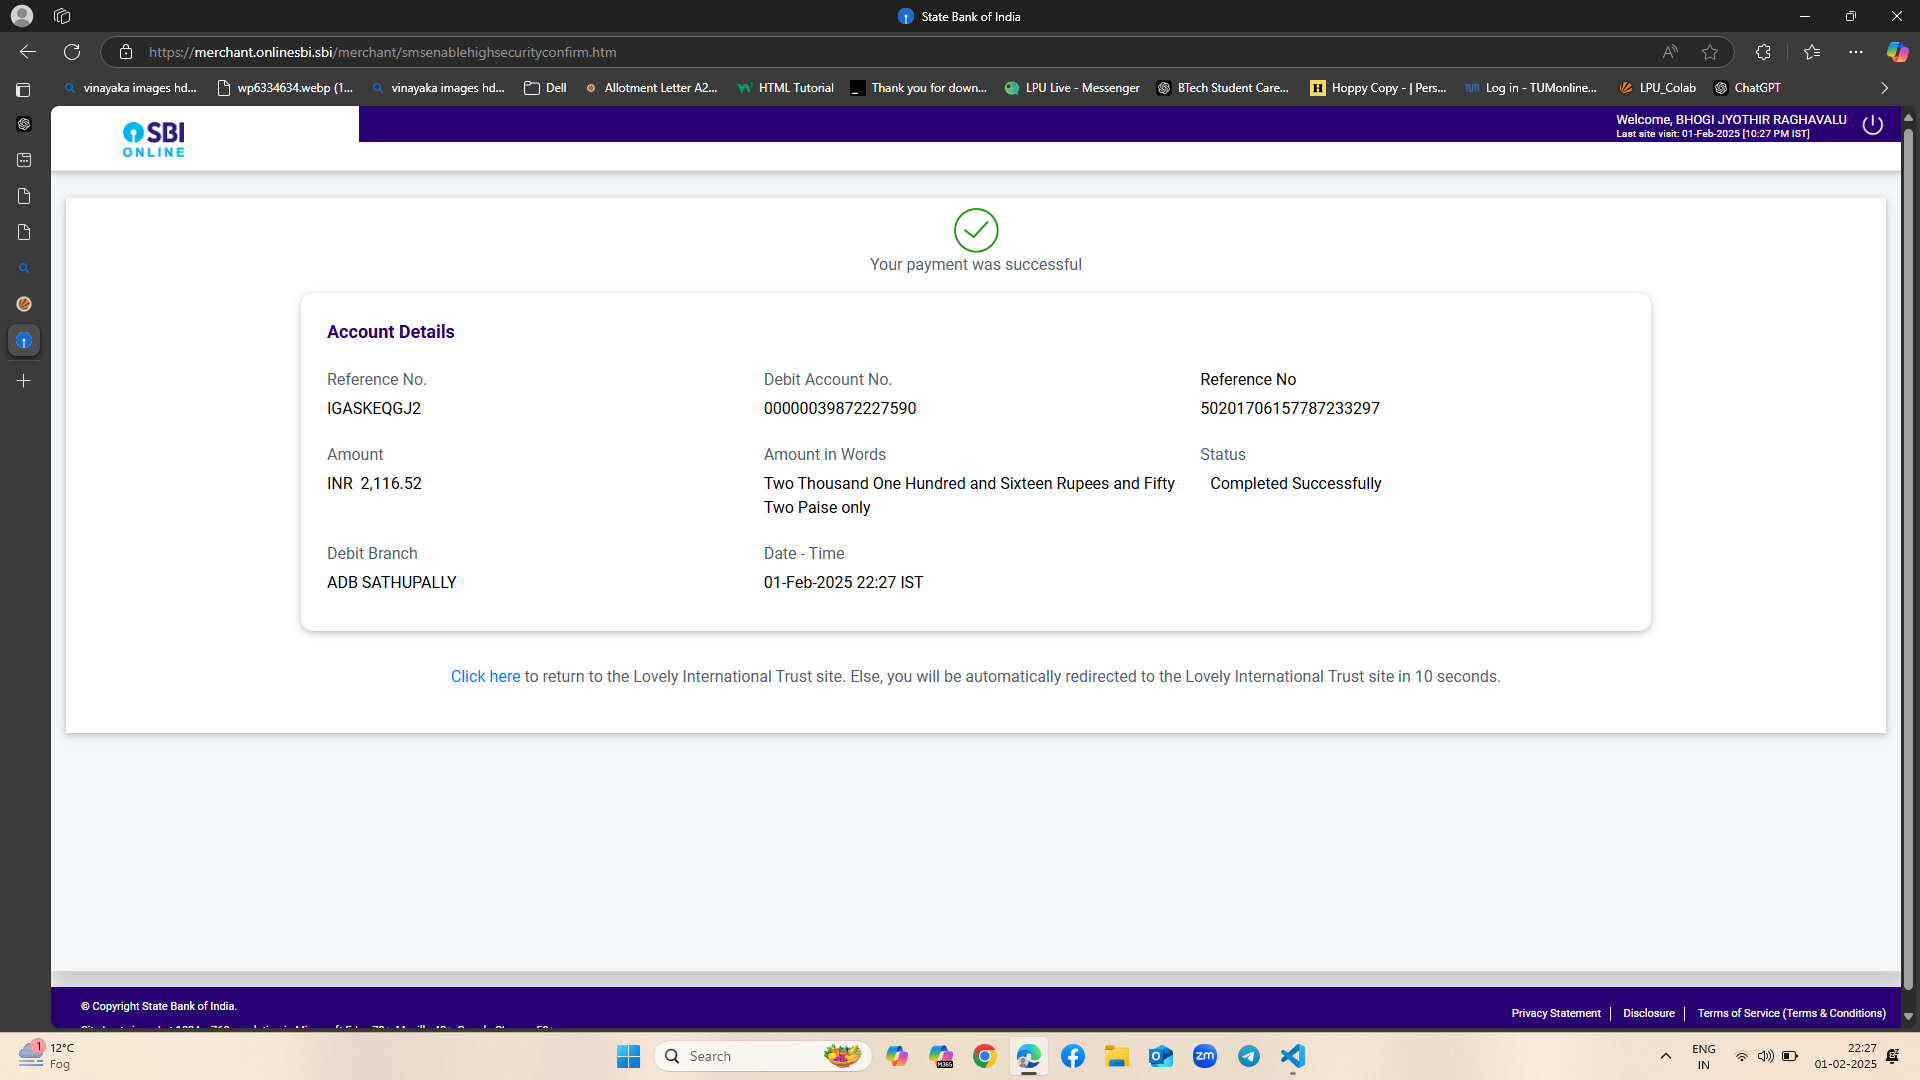 State Bank of India
https://merchant.onlinesbi.sbi/merchant/smsenablehighsecurityconfirm.htm
vinayaka images hd...
wp6334634.webp (1...
vinayaka images hd...
Dell
Allotment Letter A2...
HTML Tutorial
Thank you for down...
LPU Live - Messenger
BTech Student Care...
Hoppy Copy - | Pers...
Log in - TUMonline...
LPU_Colab
ChatGPT
SBI
ONLINE
Welcome, BHOGI JYOTHIR RAGHAVALU
Last site visit: 01-Feb-2025 [10:27 PM IST]
Your payment was successful
Account Details
Reference No.
IGASKEQGJ2
Debit Account No.
00000039872227590
Reference No
50201706157787233297
Amount
INR 2,116.52
Amount in Words
Two Thousand One Hundred and Sixteen Rupees and Fifty
Two Paise only
Status
Completed Successfully
Debit Branch
ADB SATHUPALLY
Date - Time
01-Feb-2025 22:27 IST
Click here to return to the Lovely International Trust site. Else, you will be automatically redirected to the Lovely International Trust site in 10 seconds.
© Copyright State Bank of India.
Privacy Statement
Disclosure
Terms of Service (Terms & Conditions)
1
12°C
Fog
Search
M365
zm
ENG
IN
22:27
01-02-2025